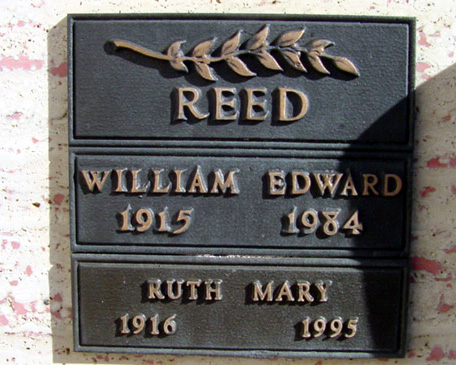 REED
WILLIAM EDWARD
1915 1984
RUTH MARY
1916 1995